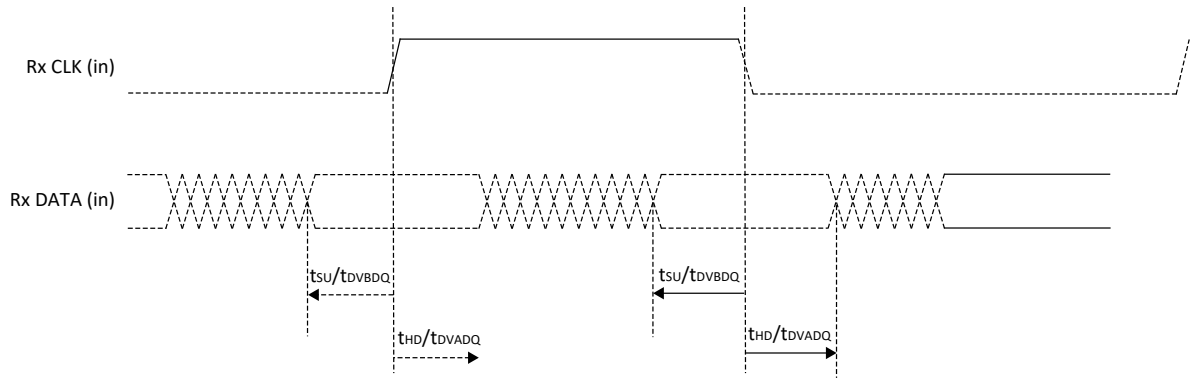 Rx CLK (in)
Rx DATA (in)
tSU/tDVBDQ
tSU/tDVBDQ
tHD/tDVADQ
tHD/tDVADQ